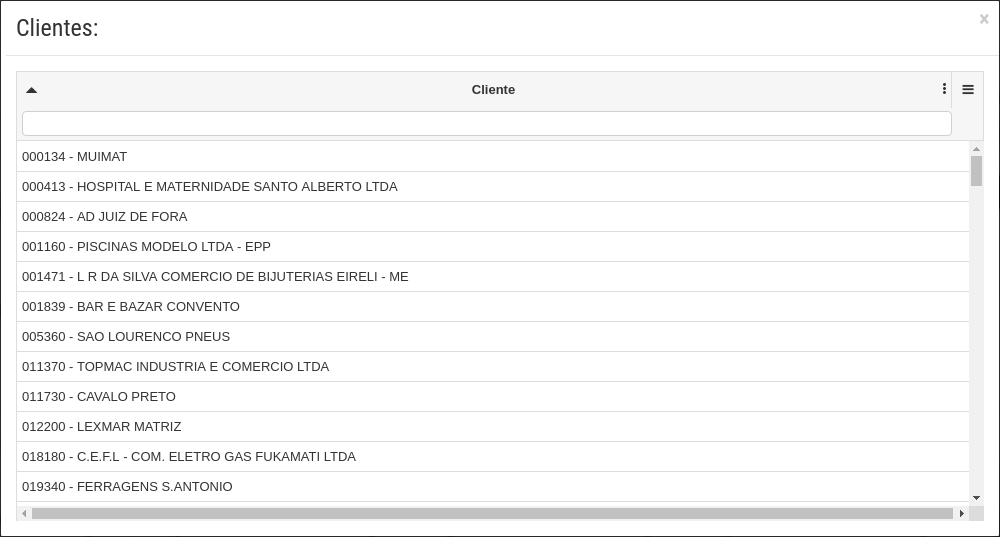 Clientes:
×
Cliente
000134 - MUIMAT
000413 - HOSPITAL E MATERNIDADE SANTO ALBERTO LTDA
000824 - AD JUIZ DE FORA
001160 - PISCINAS MODELO LTDA - EPP
001471 - L R DA SILVA COMERCIO DE BIJUTERIAS EIRELI - ME
001839 - BAR E BAZAR CONVENTO
005360 - SAO LOURENCO PNEUS
011370 - TOPMAC INDUSTRIA E COMERCIO LTDA
011730 - CAVALO PRETO
012200 - LEXMAR MATRIZ
018180 - C.E.F.L - COM. ELETRO GAS FUKAMATI LTDA
019340 - FERRAGENS S.ANTONIO